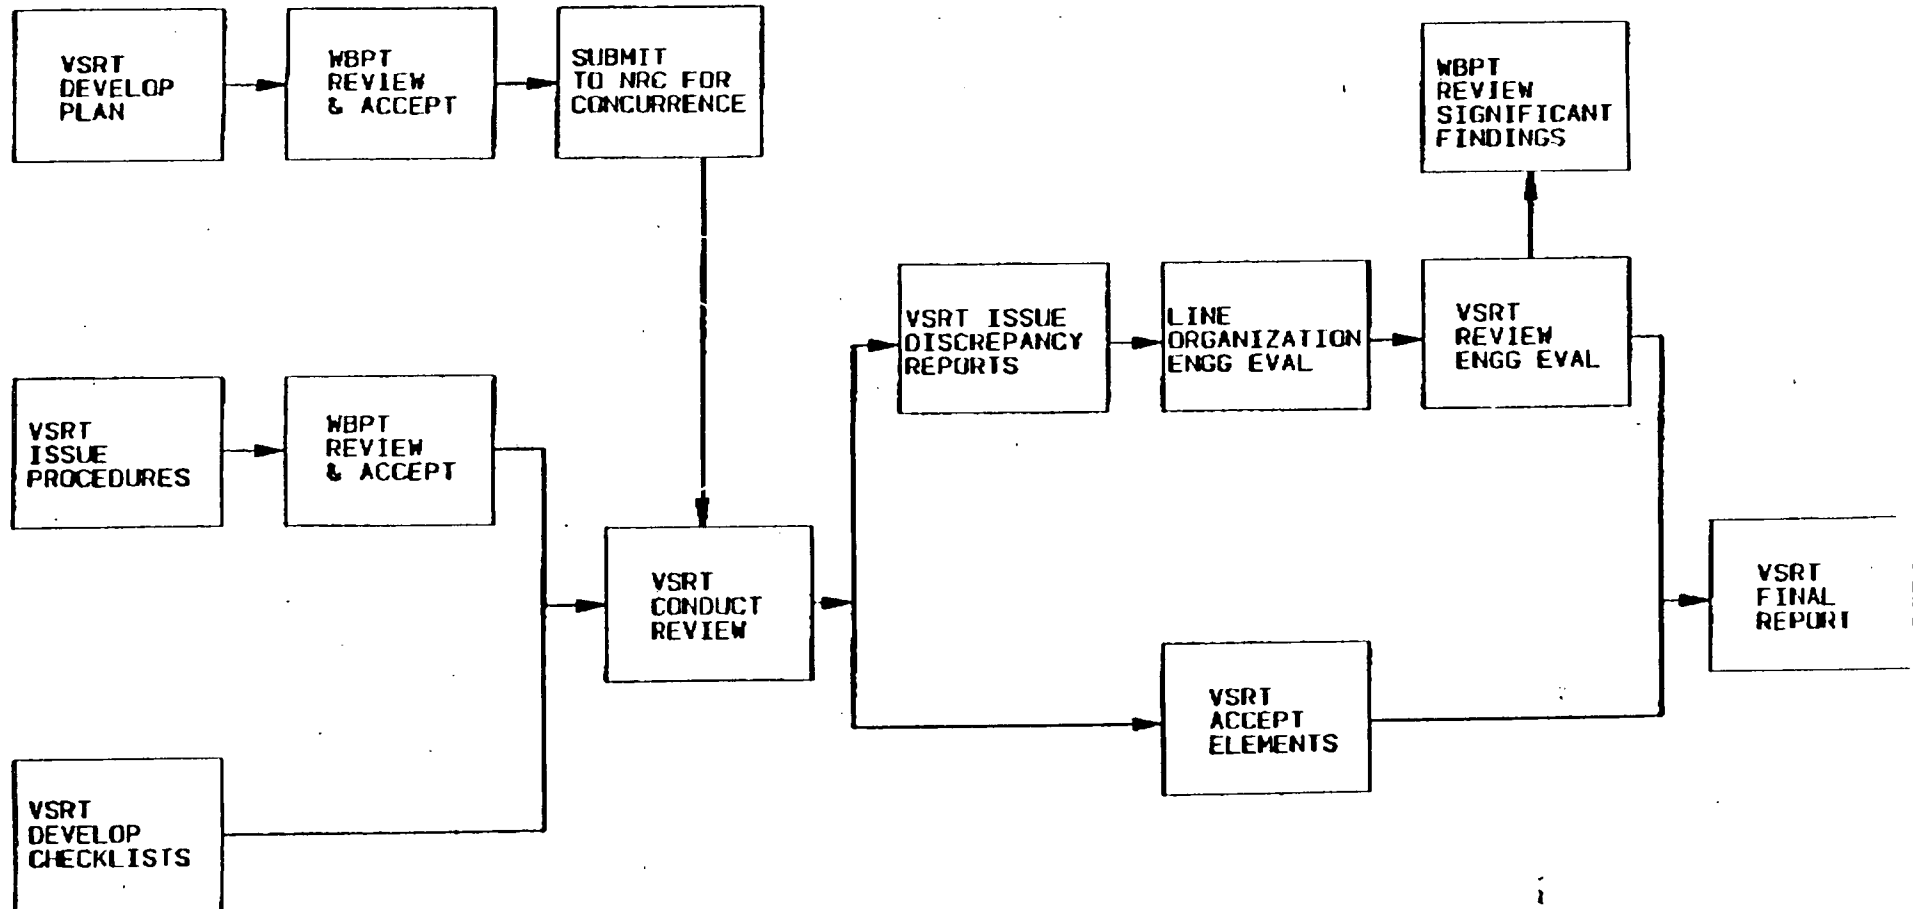 VSRT
DEVELOP
PLAN
WBPT
REVIEW
& ACCEPT
SUBMIT
TO NRC FOR
CONCURRENCE
WBPT
REVIEW
SIGNIFICANT
FINDINGS
VSRT ISSUE
DISCREPANCY
REPORTS
LINE
ORGANIZATION
ENGG EVAL
VSRT
REVIEW
ENGG EVAL
VSRT
ISSUE
PROCEDURES
WBPT
REVIEW
& ACCEPT
VSRT
CONDUCT
REVIEW
VSRT
FINAL
REPORT
VSRT
ACCEPT
ELEMENTS
VSRT
DEVELOP
CHECKLISTS